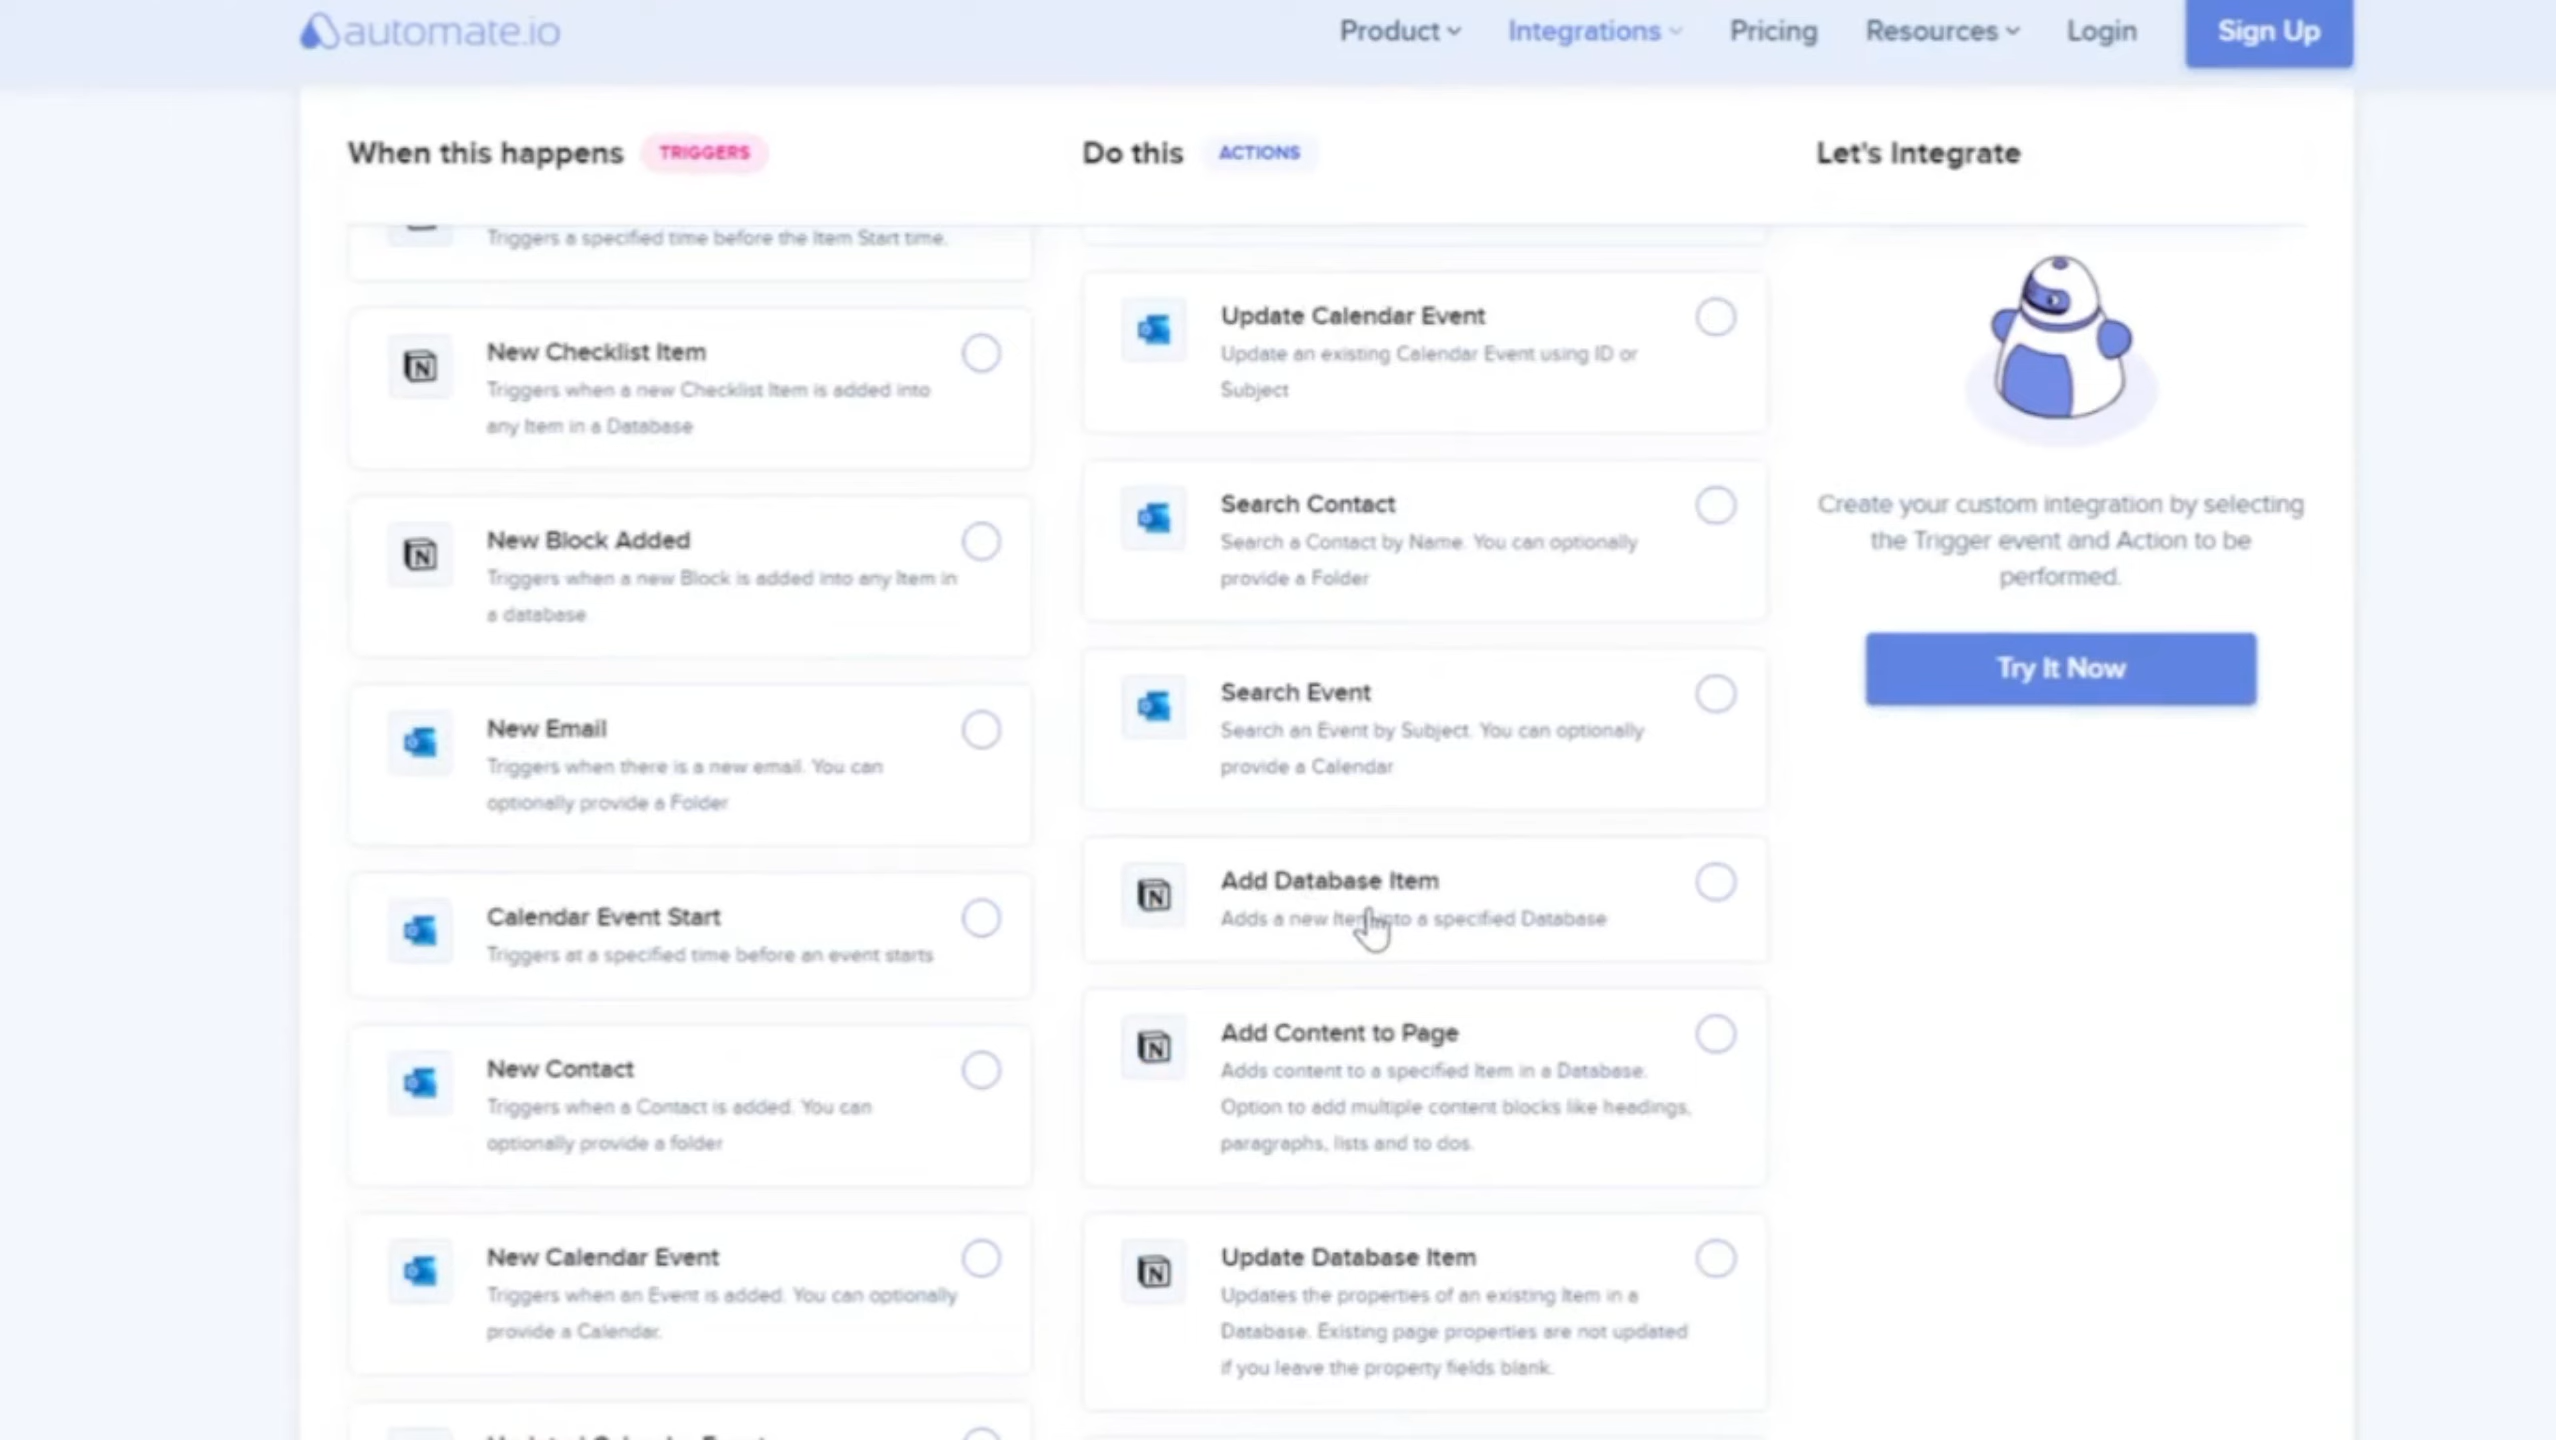 automate.io
Product
Integrations
Pricing
Resources
Login
Sign Up
When this happens
TRIGGERS
Do this
ACTIONS
Let's Integrate
Triggers a specified time before the Item Start time.
New Checklist Item
Triggers when a new Checklist Item is added into
any Item in a Database
New Block Added
Triggers when a new Block is added into any Item in
a database
New Email
Triggers when there is a new email. You can
optionally provide a Folder
Calendar Event Start
Triggers at a specified time before an event starts
New Contact
Triggers when a Contact is added. You can
optionally provide a folder
New Calendar Event
Triggers when an Event is added. You can optionally
provide a Calendar.
Update Calendar Event
Update an existing Calendar Event using ID or
Subject
Search Contact
Search a Contact by Name. You can optionally
provide a Folder
Search Event
Search an Event by Subject. You can optionally
provide a Calendar
Add Database Item
Adds a new Item into a specified Database
Add Content to Page
Adds content to a specified Item in a Database.
Option to add multiple content blocks like headings,
paragraphs, lists and to dos.
Update Database Item
Updates the properties of an existing Item in a
Database. Existing page properties are not updated
if you leave the property fields blank.
Create your custom integration by selecting
the Trigger event and Action to be
performed.
Try It Now